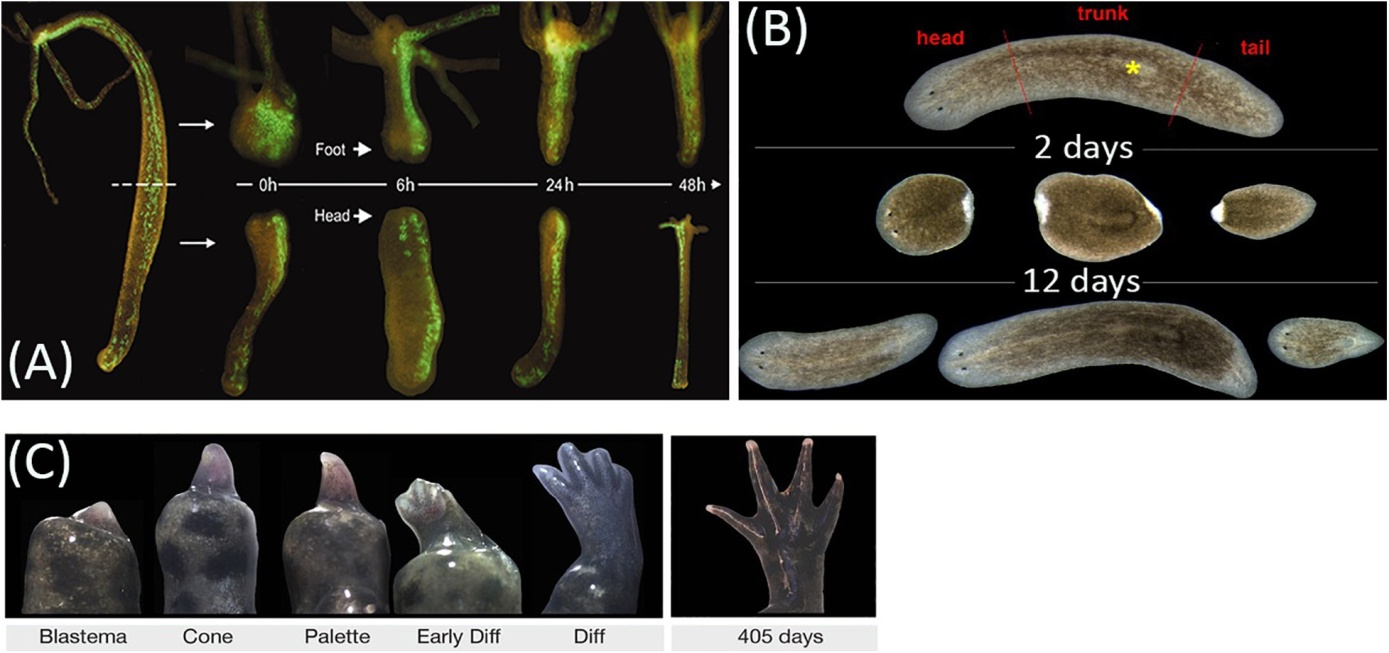 (A)
Foot
0h 6h 24h 48h
Head
(B)
head trunk tail
*
2 days
12 days
(C)
Blastema Cone Palette Early Diff Diff 405 days